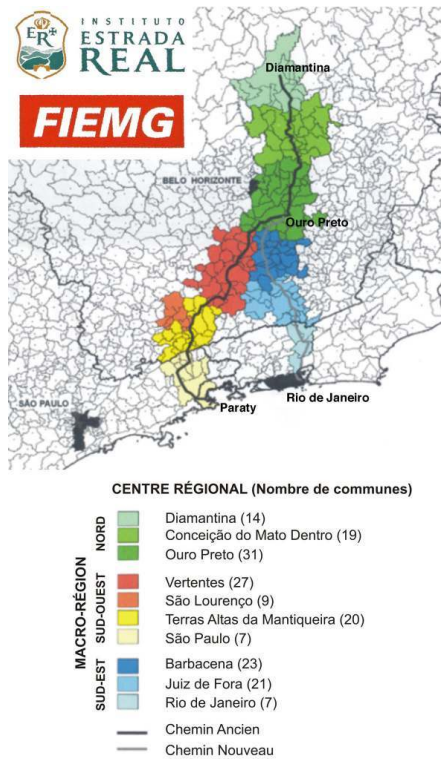 INSTITUTO
ESTRADA
REAL
ER
FIEMG
Diamantina
BELO HORIZONTE
Ouro Preto
SÃO PAULO
Paraty
Rio de Janeiro
CENTRE RÉGIONAL (Nombre de communes)
MACRO-RÉGION
NORD
Diamantina (14)
Conceição do Mato Dentro (19)
Ouro Preto (31)
SUD-OUEST
Vertentes (27)
São Lourenço (9)
Terras Altas da Mantiqueira (20)
São Paulo (7)
SUD-EST
Barbacena (23)
Juiz de Fora (21)
Rio de Janeiro (7)
Chemin Ancien
Chemin Nouveau